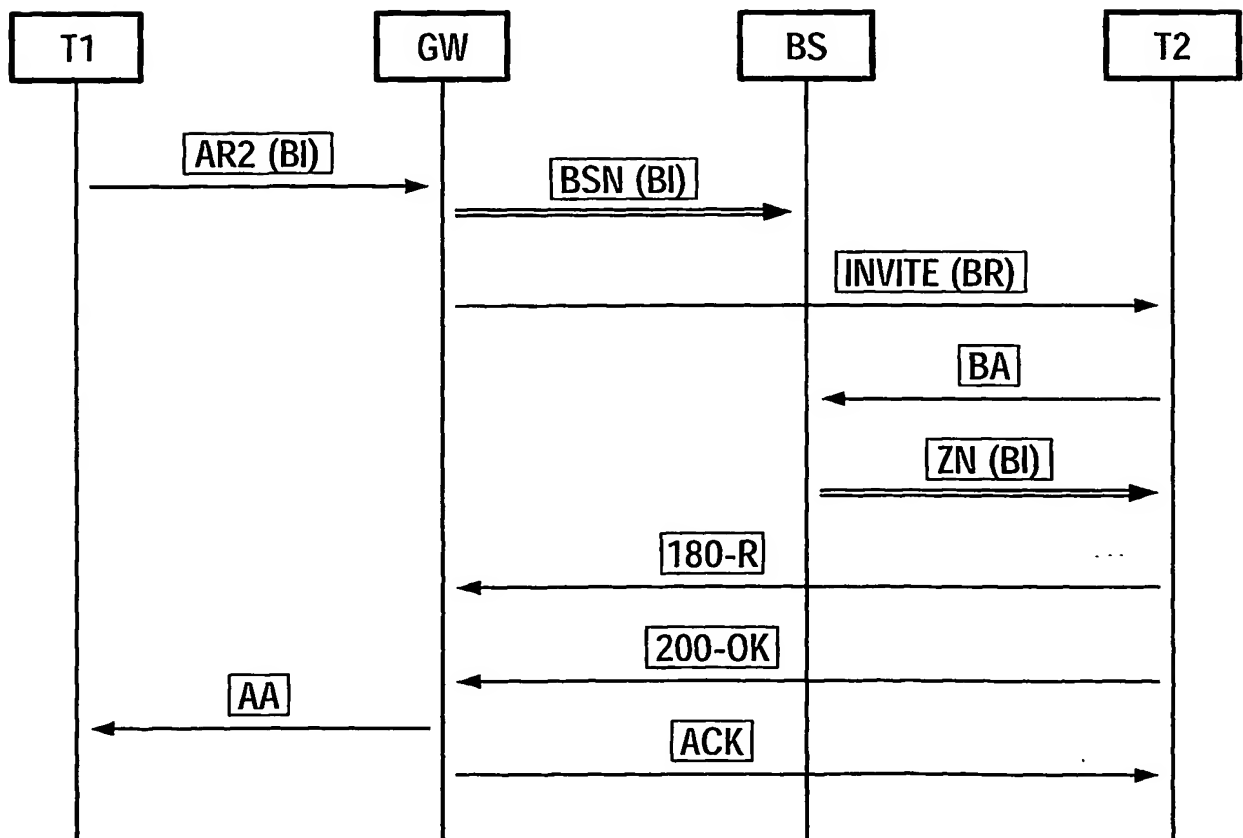 T1
GW
BS
T2
AR2 (BI)
BSN (BI)
INVITE (BR)
BA
ZN (BI)
180-R
200-OK
AA
ACK